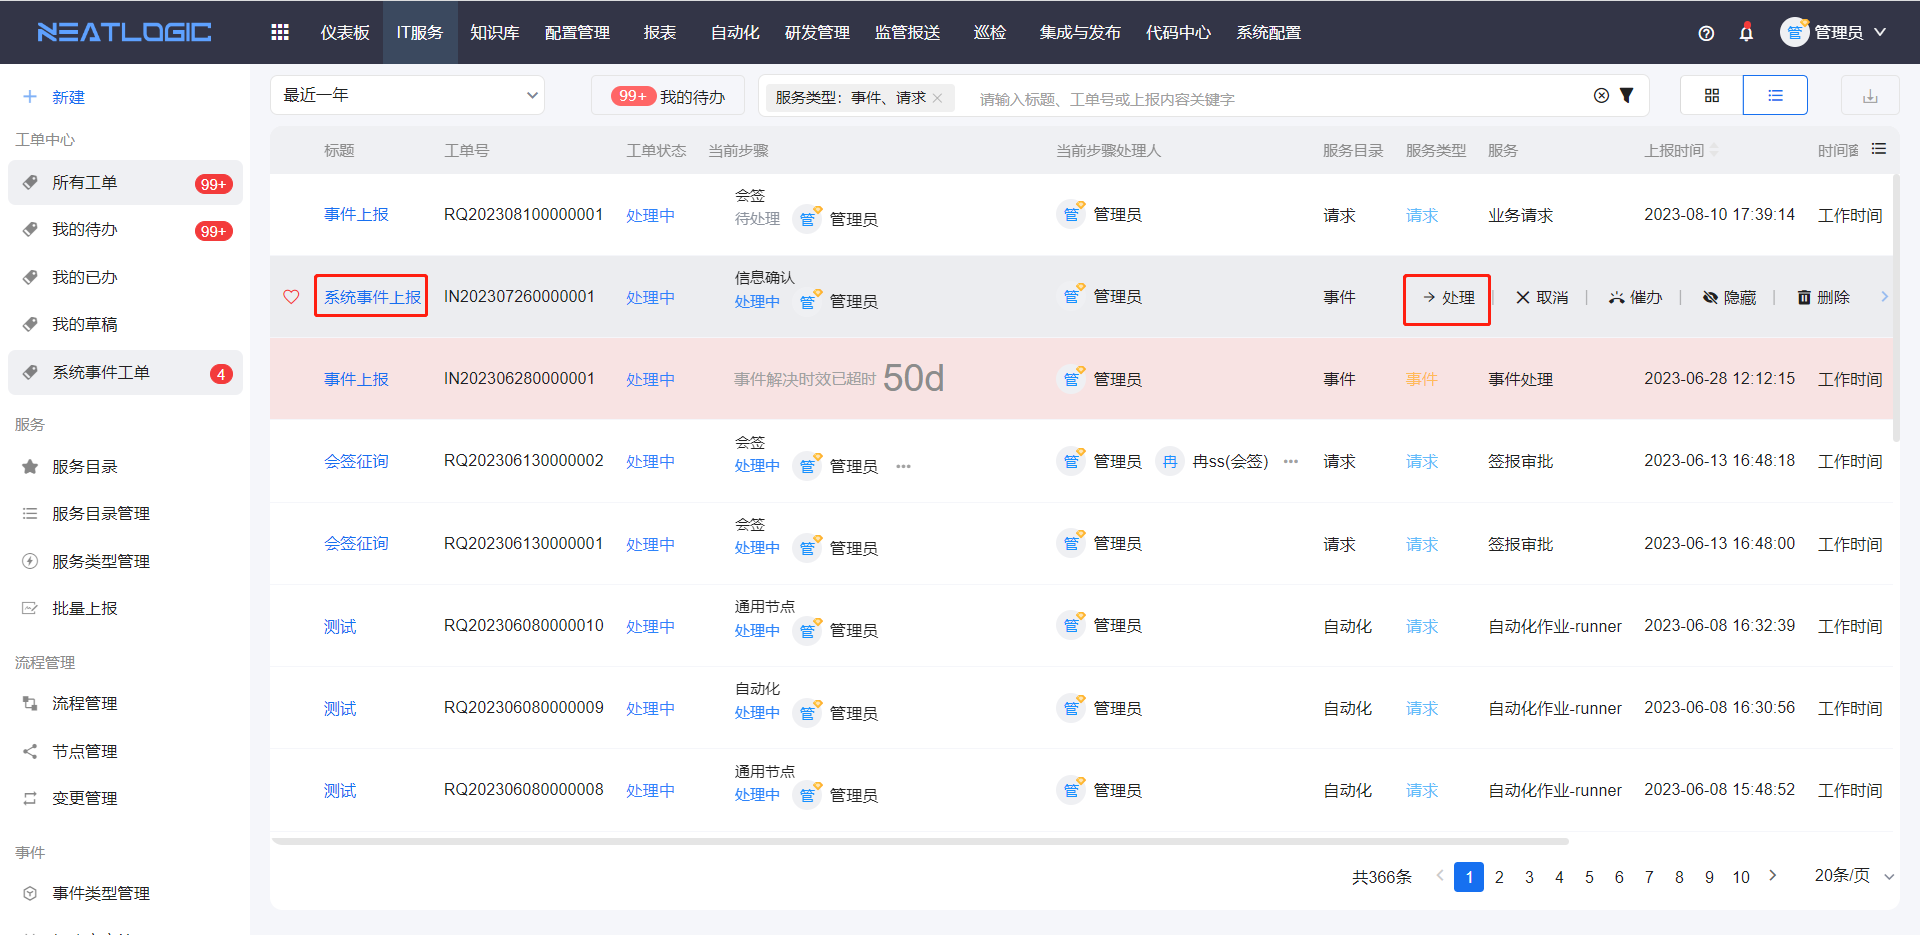 NEATLOGIC 仪表板 IT服务 知识库 配置管理 报表 自动化 研发管理 监管报送 巡检 集成与发布 代码中心 系统配置 管 管理员
新建
工单中心
所有工单 99+
我的待办 99+
我的已办
我的草稿
系统事件工单 4
服务
服务目录
服务目录管理
服务类型管理
批量上报
流程管理
流程管理
节点管理
变更管理
事件
事件类型管理
最近一年 99+ 我的待办 服务类型：事件、请求 请输入标题、工单号或上报内容关键字
标题 工单号 工单状态 当前步骤 当前步骤处理人 服务目录 服务类型 服务 上报时间 时间窗
会签
事件上报 RQ202308100000001 处理中 待处理 管 管理员 管 管理员 请求 请求 业务请求 2023-08-10 17:39:14 工作时间
信息确认
系统事件上报 IN202307260000001 处理中 处理中 管 管理员 管 管理员 事件 处理 取消 催办 隐藏 删除
事件上报 IN202306280000001 处理中 事件解决时效已超时 50d 管 管理员 事件 事件 事件处理 2023-06-28 12:12:15 工作时间
会签
会签征询 RQ202306130000002 处理中 处理中 管 管理员 ··· 管 管理员 冉 冉ss(会签) ··· 请求 请求 签报审批 2023-06-13 16:48:18 工作时间
会签
会签征询 RQ202306130000001 处理中 处理中 管 管理员 管 管理员 请求 请求 签报审批 2023-06-13 16:48:00 工作时间
通用节点
测试 RQ202306080000010 处理中 处理中 管 管理员 管 管理员 自动化 请求 自动化作业-runner 2023-06-08 16:32:39 工作时间
自动化
测试 RQ202306080000009 处理中 处理中 管 管理员 管 管理员 自动化 请求 自动化作业-runner 2023-06-08 16:30:56 工作时间
通用节点
测试 RQ202306080000008 处理中 处理中 管 管理员 管 管理员 自动化 请求 自动化作业-runner 2023-06-08 15:48:52 工作时间
共366条 1 2 3 4 5 6 7 8 9 10 20条/页